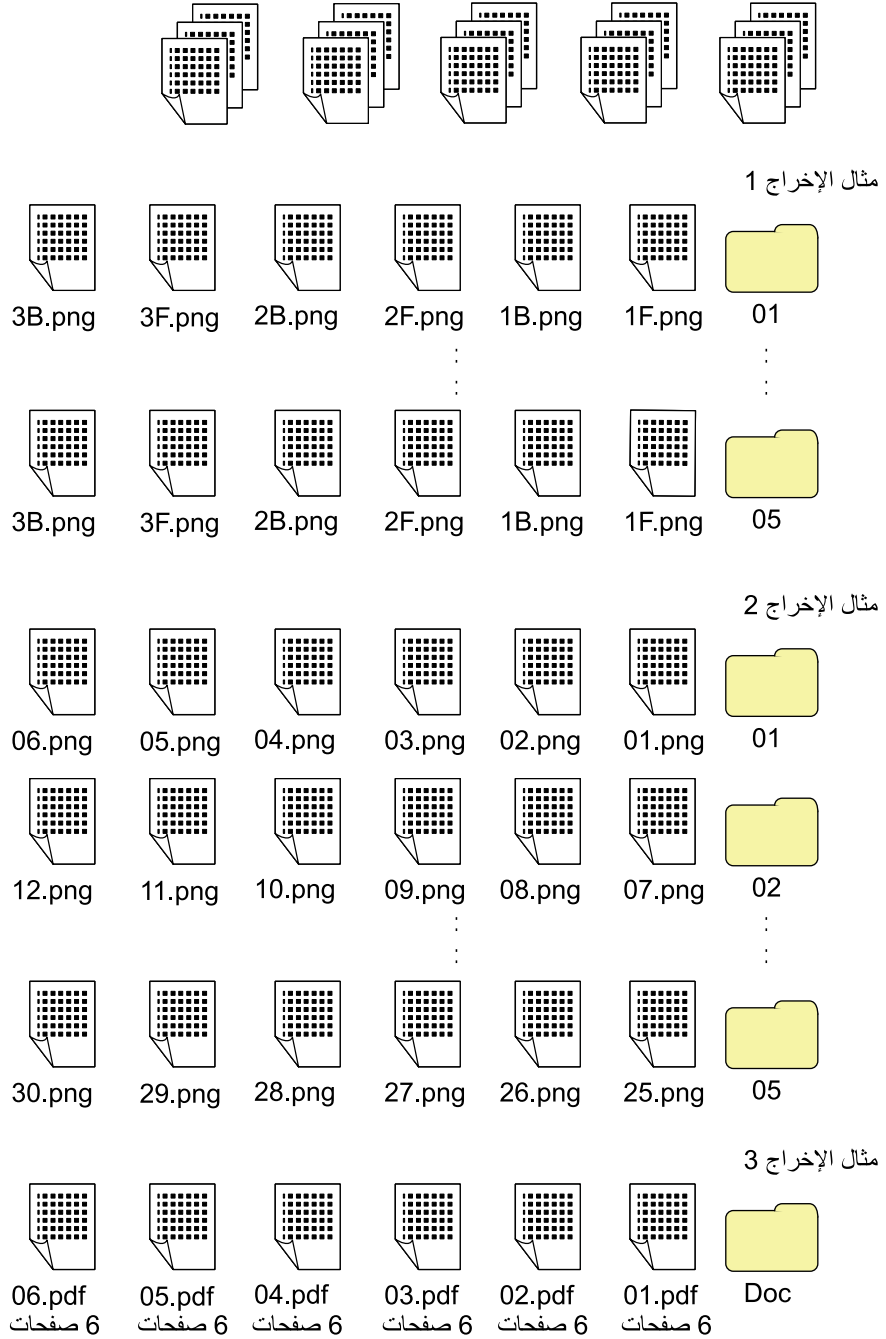 مثال الإخراج 1
01 1F.png 1B.png 2F.png 2B.png 3F.png 3B.png
05 1F.png 1B.png 2F.png 2B.png 3F.png 3B.png
مثال الإخراج 2
01 01.png 02.png 03.png 04.png 05.png 06.png
02 07.png 08.png 09.png 10.png 11.png 12.png
05 25.png 26.png 27.png 28.png 29.png 30.png
مثال الإخراج 3
Doc 01.pdf 02.pdf 03.pdf 04.pdf 05.pdf 06.pdf
6 صفحات 6 صفحات 6 صفحات 6 صفحات 6 صفحات 6 صفحات